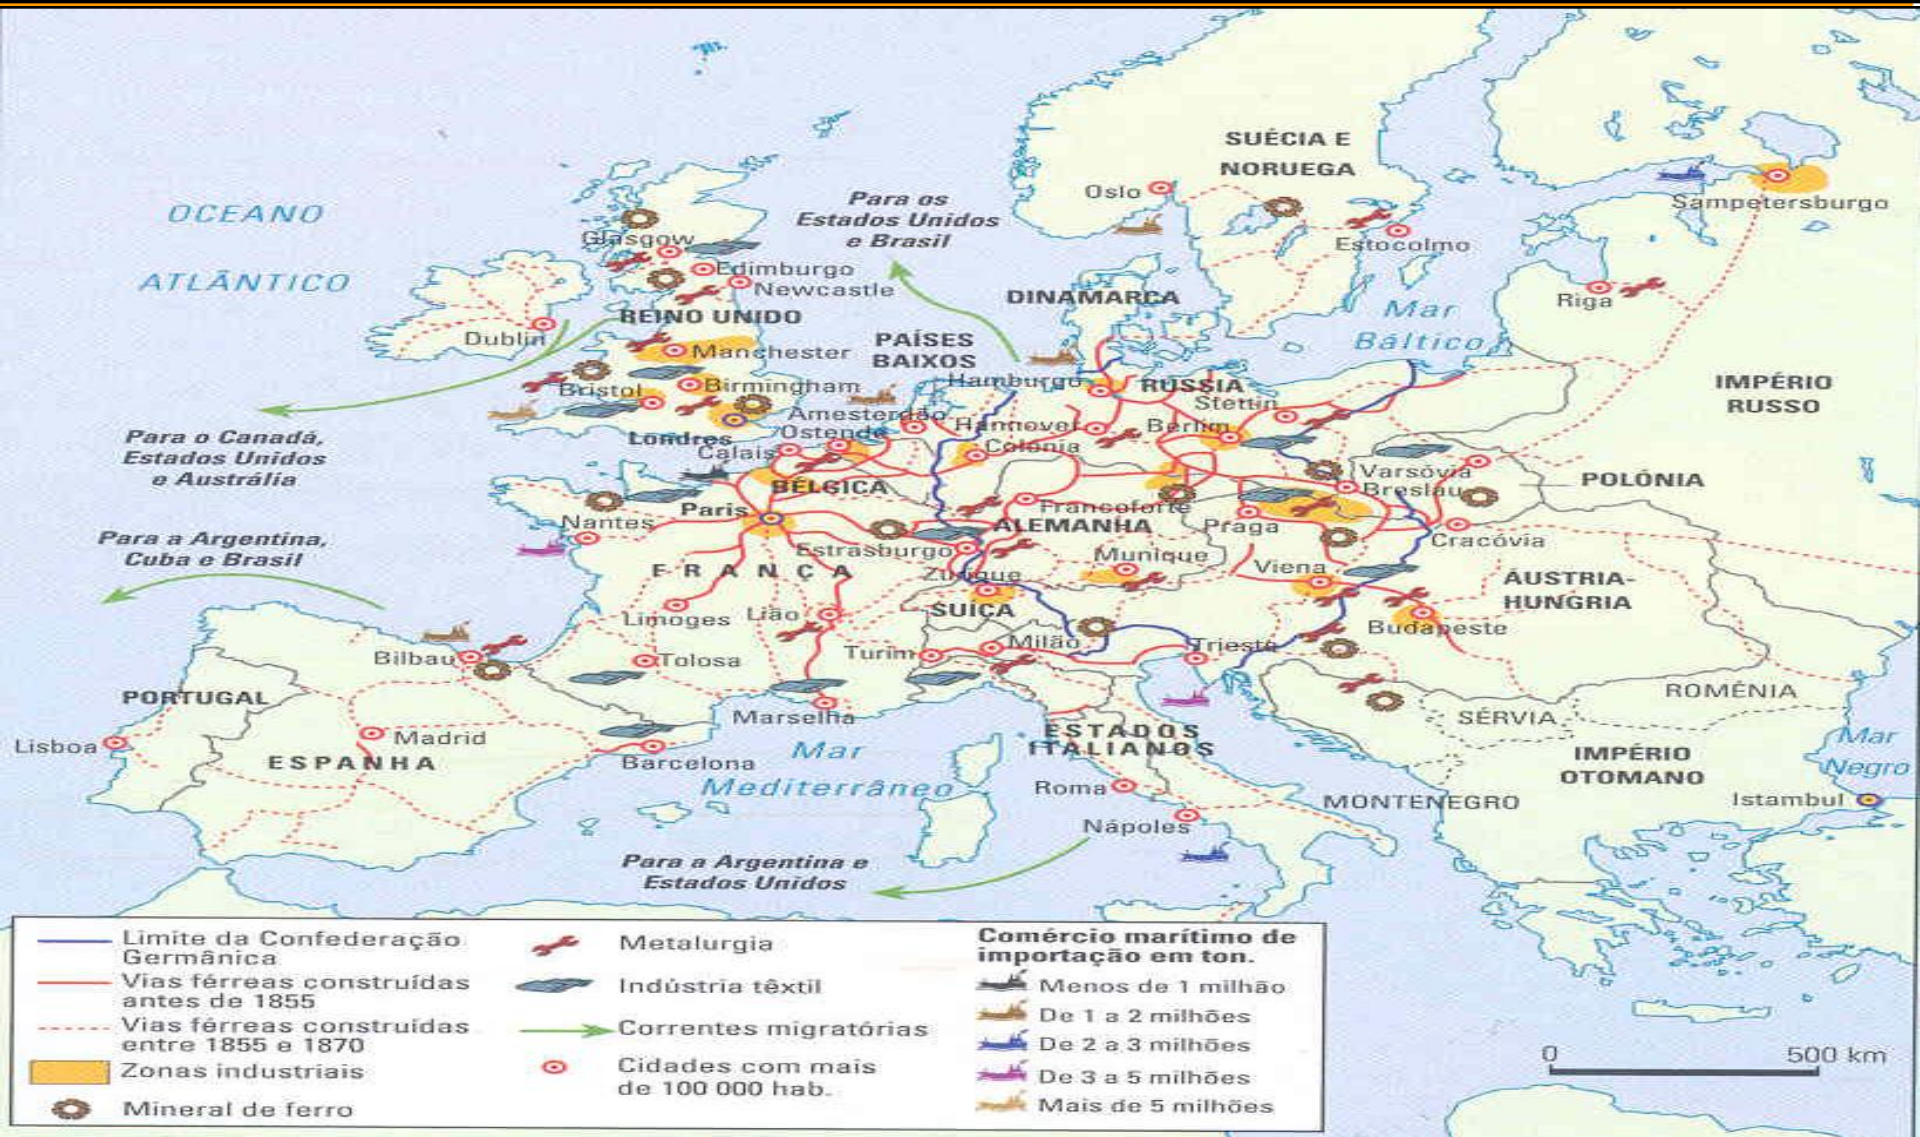 SUÉCIA E
NORUEGA
Oslo
Estocolmo
Sampetersburgo
Riga
OCEANO
ATLÂNTICO
Para os
Estados Unidos
e Brasil
Glasgow
Edimburgo
Newcastle
REINO UNIDO
Dublin
Manchester
Bristol
Birmingham
Londres
DINAMARCA
Mar
Báltico
PAÍSES
BAIXOS
Hamburgo
RÚSSIA
Stettin
Amesterdão
Ostende
Calais
Hannover
Berlim
Colónia
IMPÉRIO
RUSSO
Para o Canadá,
Estados Unidos
e Austrália
BÉLGICA
Varsóvia
Breslau
POLÓNIA
Paris
Nantes
Francoforte
ALEMANHA
Praga
Cracóvia
Para a Argentina,
Cuba e Brasil
Estrasburgo
FRANÇA
Munique
Viena
Zurique
SUÍÇA
ÁUSTRIA-
HUNGRIA
Budapeste
Limoges
Lião
Milão
Turim
Trieste
Bilbau
Tolosa
PORTUGAL
Marselha
ROMÉNIA
SÉRVIA
Lisboa
Madrid
ESPANHA
Barcelona
Mar
Mediterrâneo
ESTADOS
ITALIANOS
IMPÉRIO
OTOMANO
Mar
Negro
Roma
MONTENEGRO
Istambul
Nápoles
Para a Argentina e
Estados Unidos
Limite da Confederação
Germânica
Vias férreas construídas
antes de 1855
Vias férreas construídas
entre 1855 e 1870
Zonas industriais
Mineral de ferro
Metalurgia
Indústria têxtil
Correntes migratórias
Cidades com mais
de 100 000 hab.
Comércio marítimo de
importação em ton.
Menos de 1 milhão
De 1 a 2 milhões
De 2 a 3 milhões
De 3 a 5 milhões
Mais de 5 milhões
0 500 km